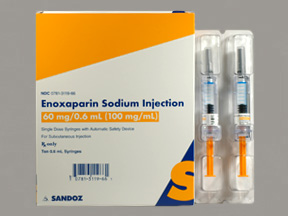 NDC 0781-3119-66
Enoxaparin Sodium Injection
60 mg/0.6 mL (100 mg/mL)
Single Dose Syringes with Automatic Safety Device
For Subcutaneous Injection
Rx only
Ten 0.6 mL Syringes
SANDOZ
S